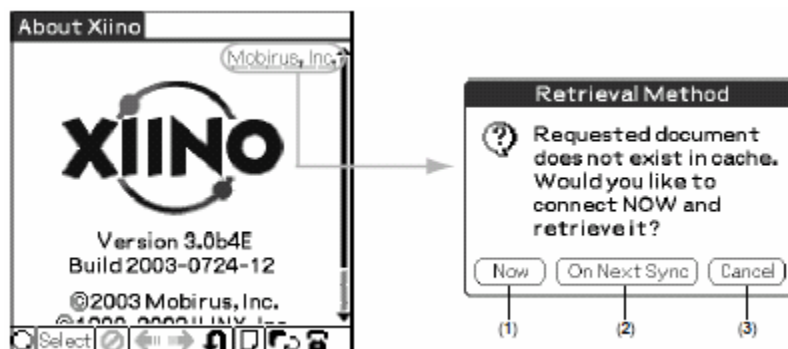 About Xiino
Mobirus, Inc.
XIINO
Version 3.0b4E
Build 2003-0724-12
©2003 Mobirus, Inc.
Select
Retrieval Method
Requested document
does not exist in cache.
Would you like to
connect NOW and
retrieve it?
Now
On Next Sync
Cancel
(1)
(2)
(3)